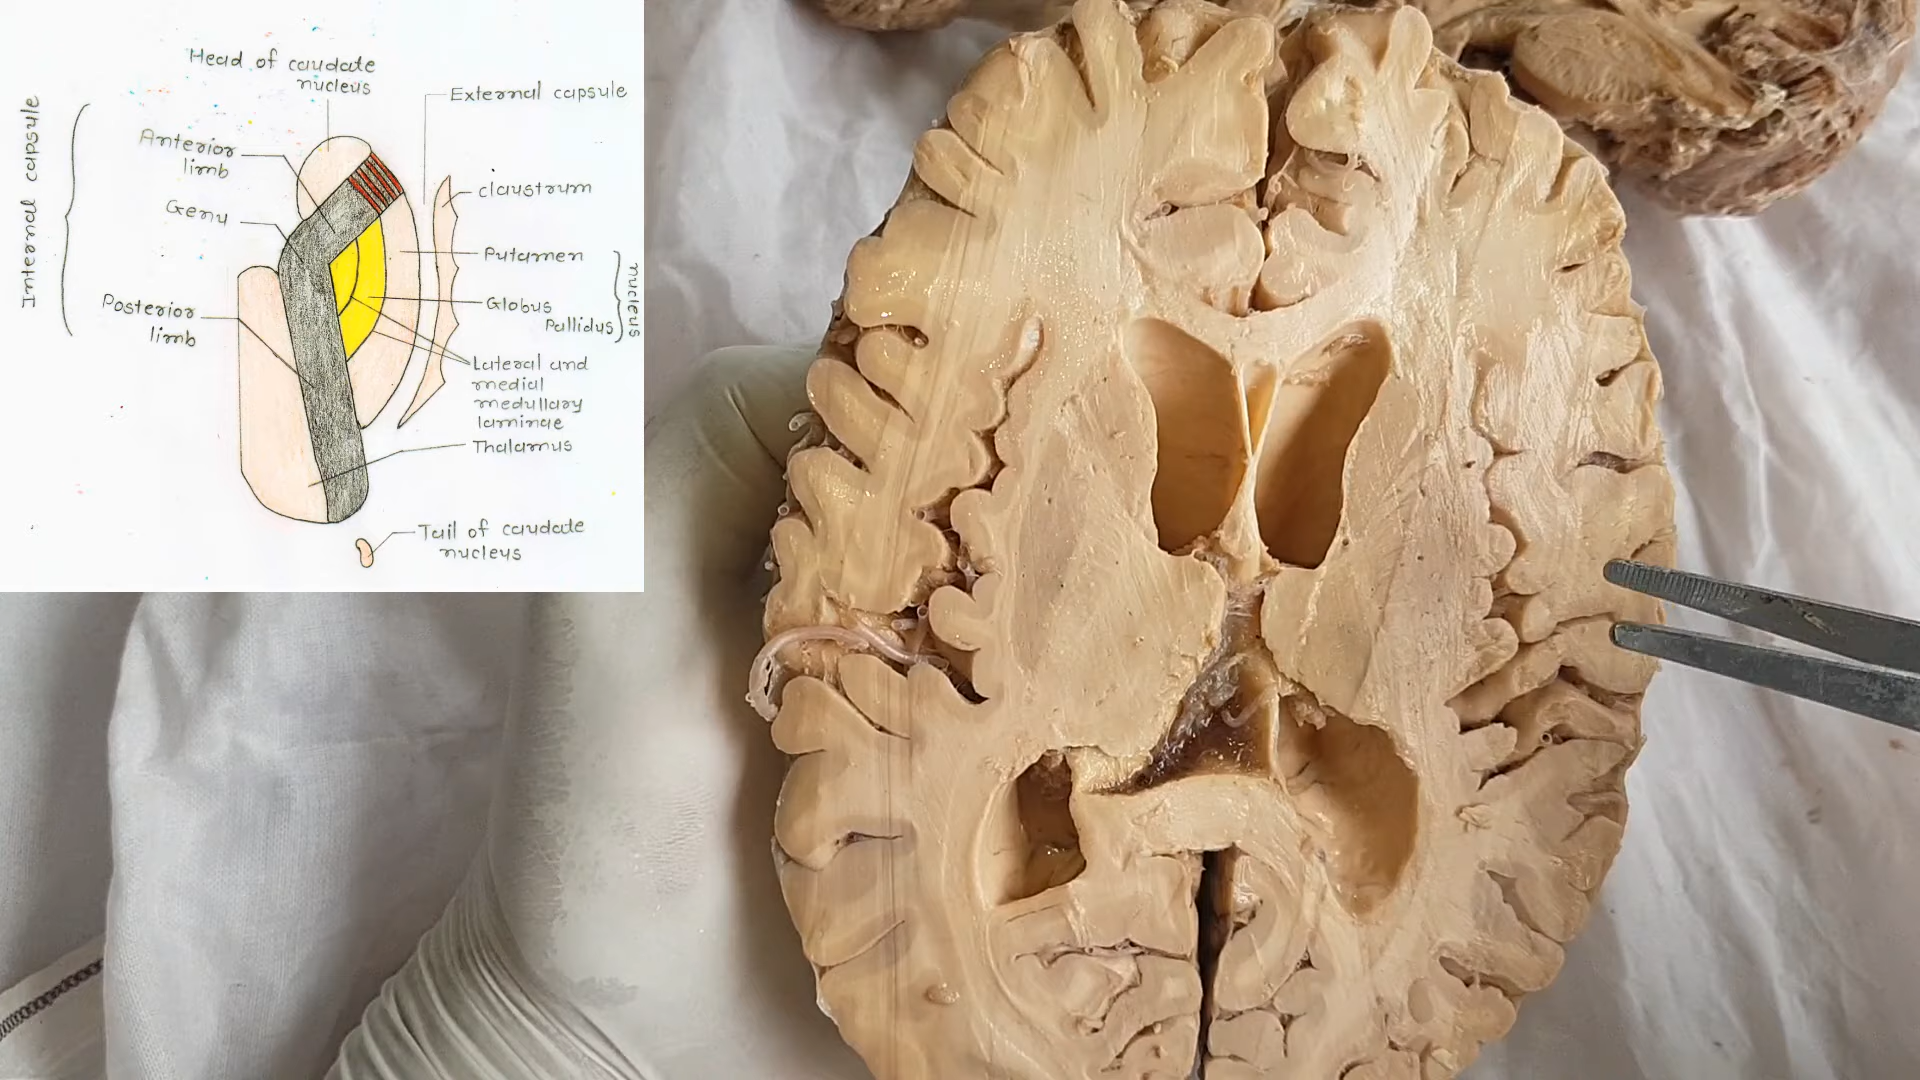 Head of caudate
nucleus
External capsule
Internal capsule
Anterior
limb
claustrum
Genu
Putamen
nucleus
Posterior
limb
Globus
Pallidus
Lateral and
medial
medullary
laminae
Thalamus
Tail of caudate
nucleus